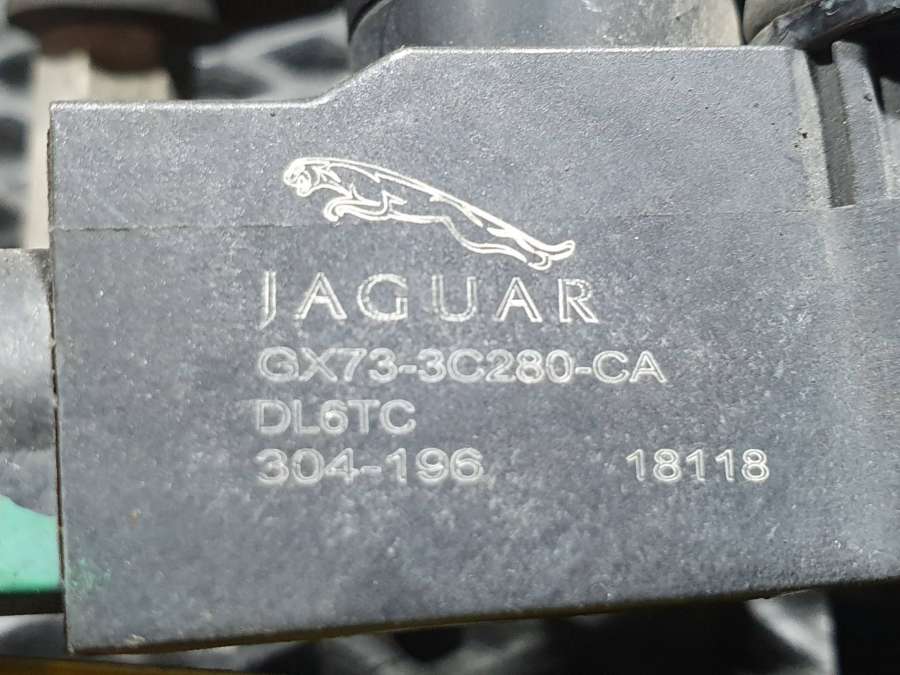 JAGUAR
GX73-3C280-CA
DL6TC
304-196 18118